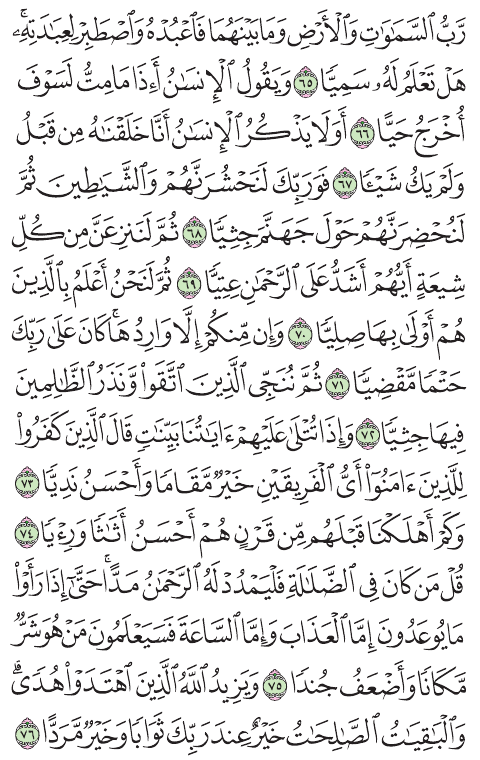 رَّبُّ ٱلسَّمَٰوَٰتِ وَٱلۡأَرۡضِ وَمَا بَيۡنَهُمَا فَٱعۡبُدۡهُ وَٱصۡطَبِرۡ لِعِبَٰدَتِهِۦۚ
هَلۡ تَعۡلَمُ لَهُۥ سَمِيّٗا ٦٥ وَيَقُولُ ٱلۡإِنسَٰنُ أَءِذَا مَا مِتُّ لَسَوۡفَ
أُخۡرَجُ حَيًّا ٦٦ أَوَلَا يَذۡكُرُ ٱلۡإِنسَٰنُ أَنَّا خَلَقۡنَٰهُ مِن قَبۡلُ
وَلَمۡ يَكُ شَيۡـٔٗا ٦٧ فَوَرَبِّكَ لَنَحۡشُرَنَّهُمۡ وَٱلشَّيَٰطِينَ ثُمَّ
لَنُحۡضِرَنَّهُمۡ حَوۡلَ جَهَنَّمَ جِثِيّٗا ٦٨ ثُمَّ لَنَنزِعَنَّ مِن كُلِّ
شِيعَةٍ أَيُّهُمۡ أَشَدُّ عَلَى ٱلرَّحۡمَٰنِ عِتِيّٗا ٦٩ ثُمَّ لَنَحۡنُ أَعۡلَمُ بِٱلَّذِينَ
هُمۡ أَوۡلَىٰ بِهَا صِلِيّٗا ٧٠ وَإِن مِّنكُمۡ إِلَّا وَارِدُهَاۚ كَانَ عَلَىٰ رَبِّكَ
حَتۡمٗا مَّقۡضِيّٗا ٧١ ثُمَّ نُنَجِّي ٱلَّذِينَ ٱتَّقَواْ وَّنَذَرُ ٱلظَّٰلِمِينَ
فِيهَا جِثِيّٗا ٧٢ وَإِذَا تُتۡلَىٰ عَلَيۡهِمۡ ءَايَٰتُنَا بَيِّنَٰتٖ قَالَ ٱلَّذِينَ كَفَرُواْ
لِلَّذِينَ ءَامَنُوٓاْ أَيُّ ٱلۡفَرِيقَيۡنِ خَيۡرٞ مَّقَامٗا وَأَحۡسَنُ نَدِيّٗا ٧٣
وَكَمۡ أَهۡلَكۡنَا قَبۡلَهُم مِّن قَرۡنٍ هُمۡ أَحۡسَنُ أَثَٰثٗا وَرِءۡيٗا ٧٤
قُلۡ مَن كَانَ فِي ٱلضَّلَٰلَةِ فَلۡيَمۡدُدۡ لَهُ ٱلرَّحۡمَٰنُ مَدًّاۚ حَتَّىٰٓ إِذَا رَأَوۡاْ
مَا يُوعَدُونَ إِمَّا ٱلۡعَذَابَ وَإِمَّا ٱلسَّاعَةَ فَسَيَعۡلَمُونَ مَنۡ هُوَ شَرّٞ
مَّكَانٗا وَأَضۡعَفُ جُندٗا ٧٥ وَيَزِيدُ ٱللَّهُ ٱلَّذِينَ ٱهۡتَدَوۡاْ هُدٗىۗ
وَٱلۡبَٰقِيَٰتُ ٱلصَّٰلِحَٰتُ خَيۡرٌ عِندَ رَبِّكَ ثَوَابٗا وَخَيۡرٞ مَّرَدًّا ٧٦